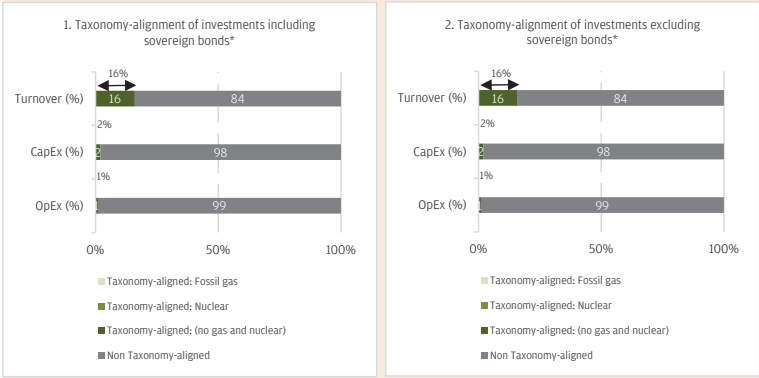 1. Taxonomy-alignment of investments including
sovereign bonds*
16%
Turnover (%)
16
84
2%
CapEx (%)
2
98
1%
OpEx (%)
1
99
0%
50%
100%
Taxonomy-aligned: Fossil gas
Taxonomy-aligned: Nuclear
Taxonomy-aligned: (no gas and nuclear)
Non Taxonomy-aligned
2. Taxonomy-alignment of investments excluding
sovereign bonds*
16%
Turnover (%)
16
84
2%
CapEx (%)
2
98
1%
OpEx (%)
1
99
0%
50%
100%
Taxonomy-aligned: Fossil gas
Taxonomy-aligned: Nuclear
Taxonomy-aligned: (no gas and nuclear)
Non Taxonomy-aligned